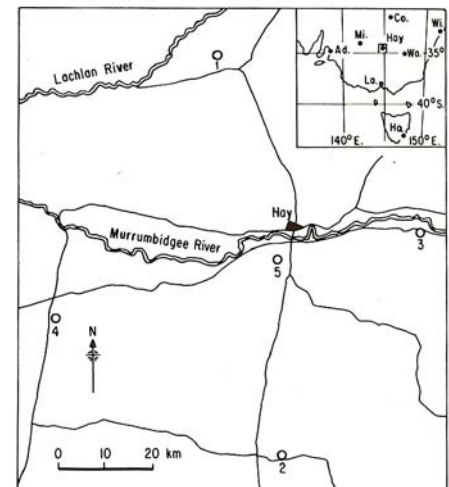 Co.
Wi.
Mi.
Hay
Ad.
Wa.
35°
La.
40°S.
Ha.
140°E.
150°E.
Lachlan River
1
Hay
Murrumbidgee River
3
5
4
N
0 10 20 km
2